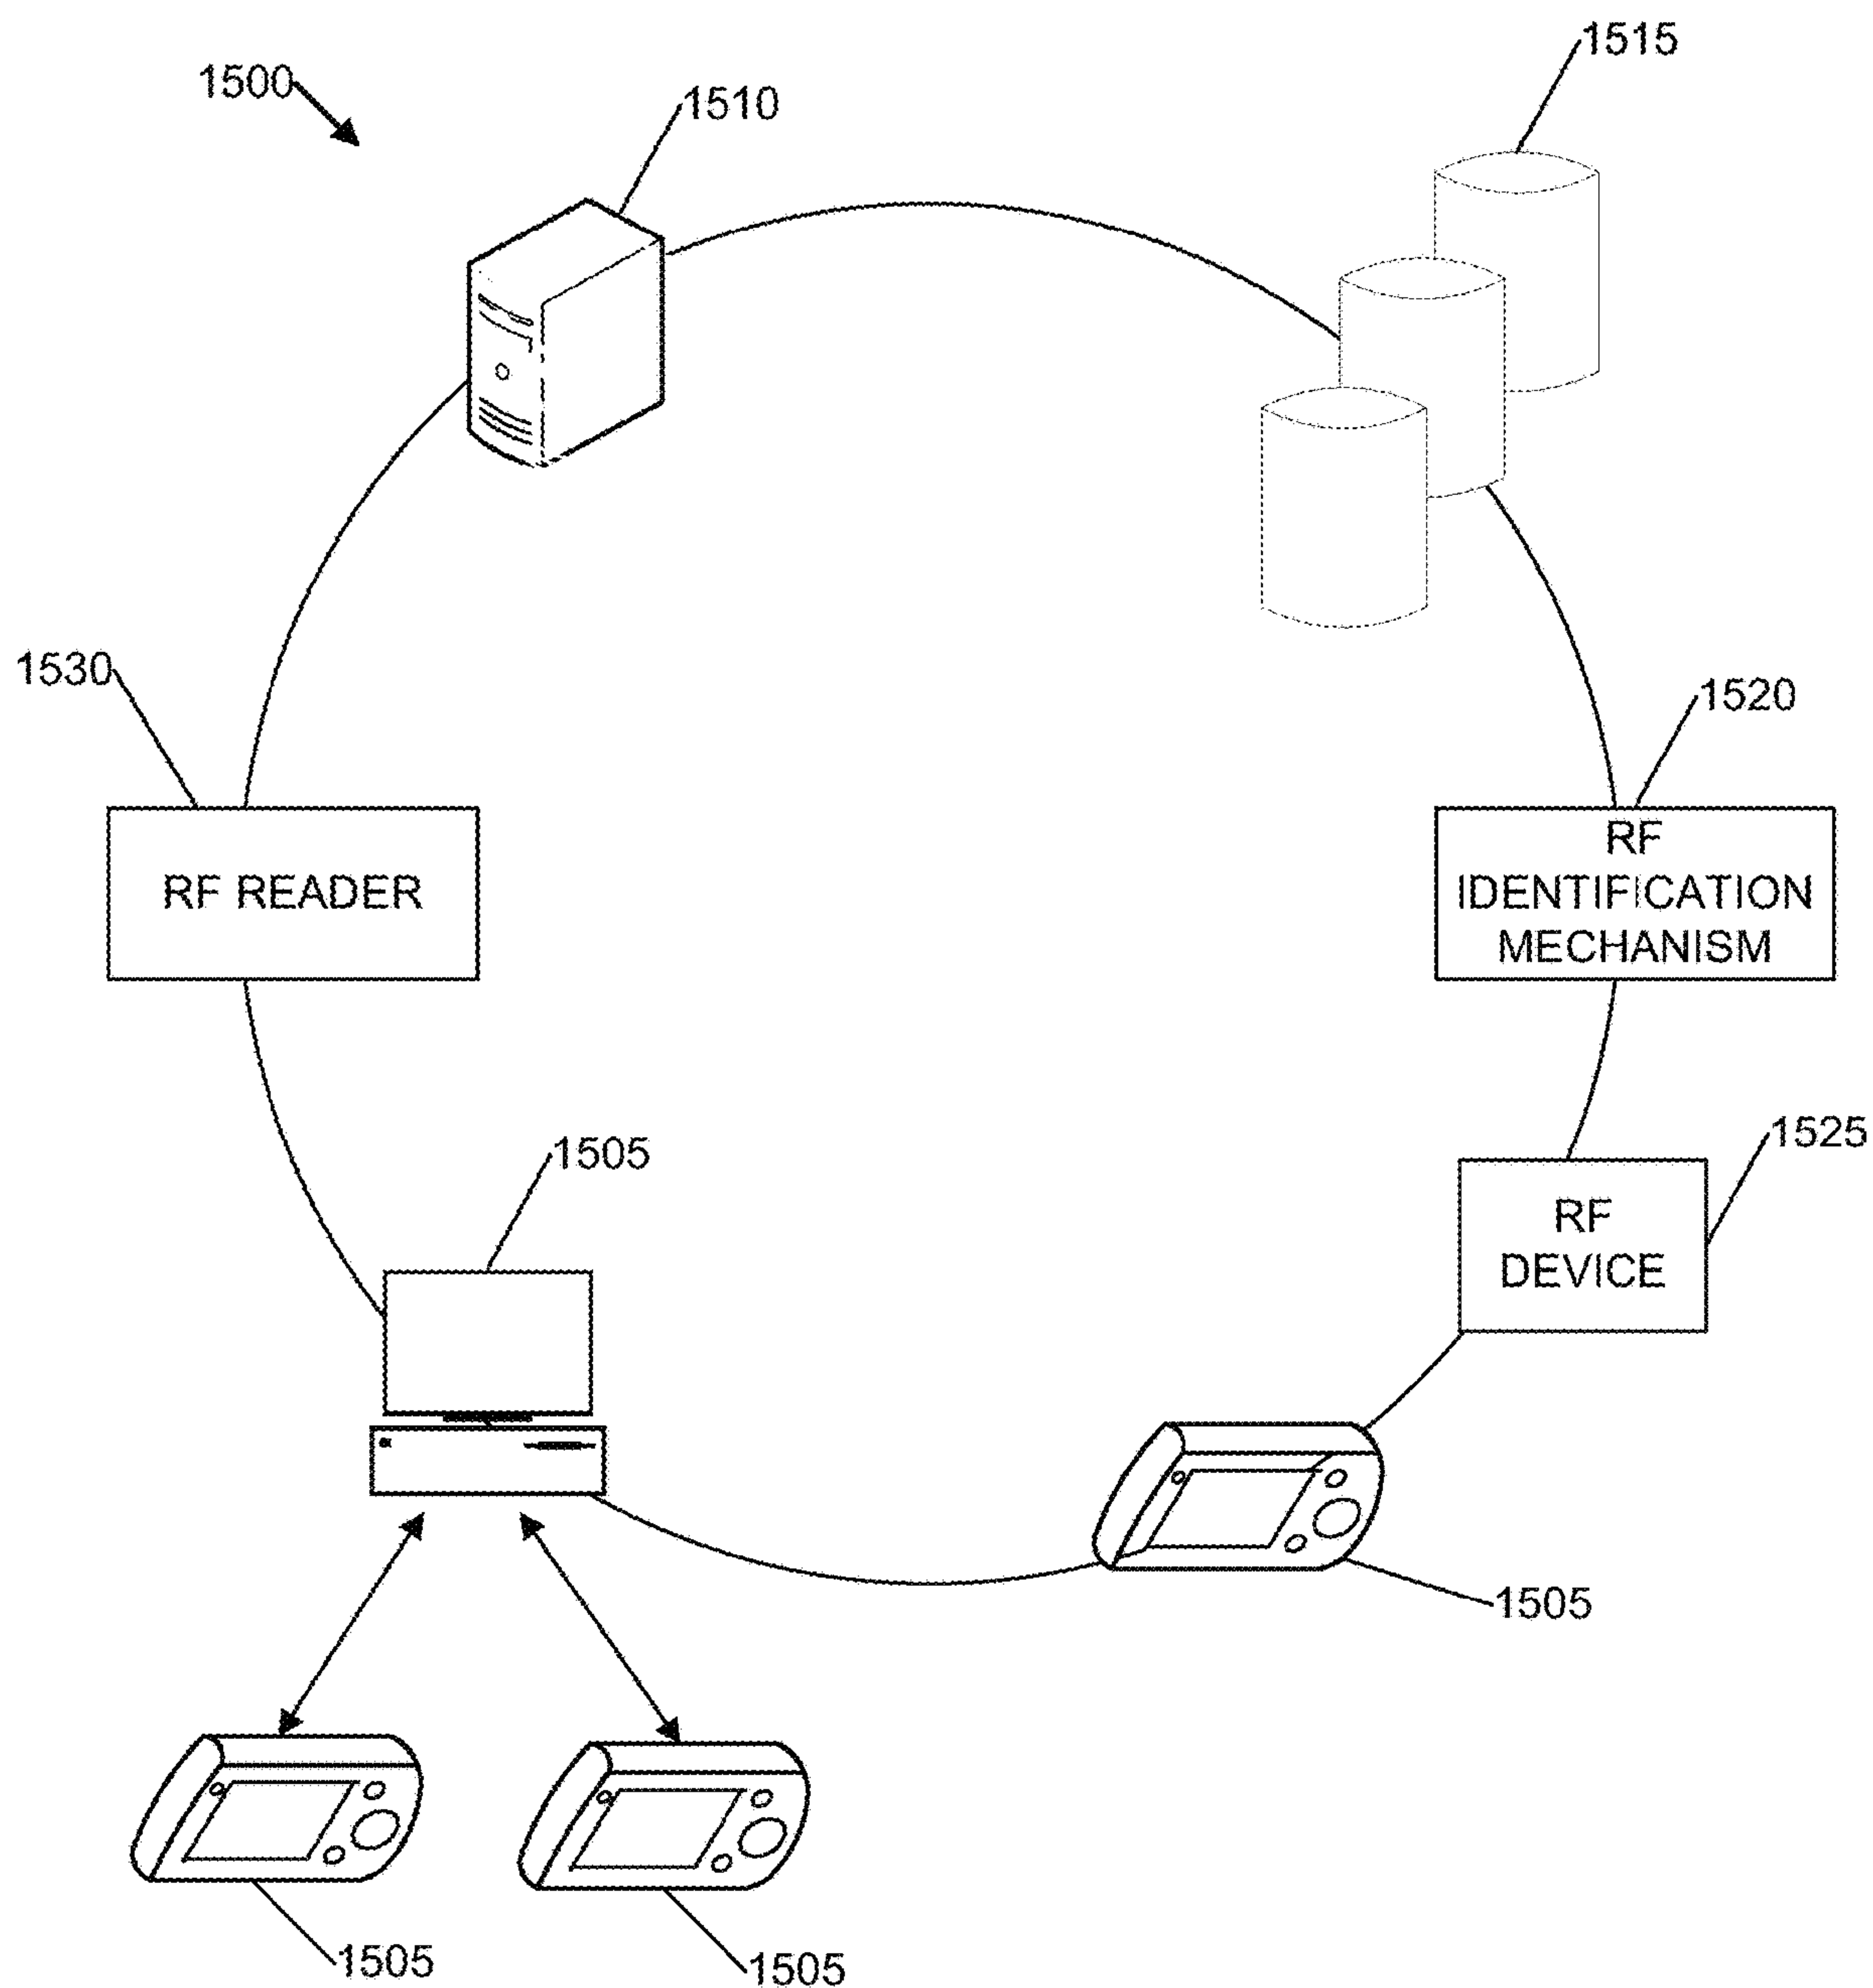 1515
1500
1510
1530
1520
RF READER
RF
IDENTIFICATION
MECHANISM
1505
1525
RF
DEVICE
1505
1505
1505